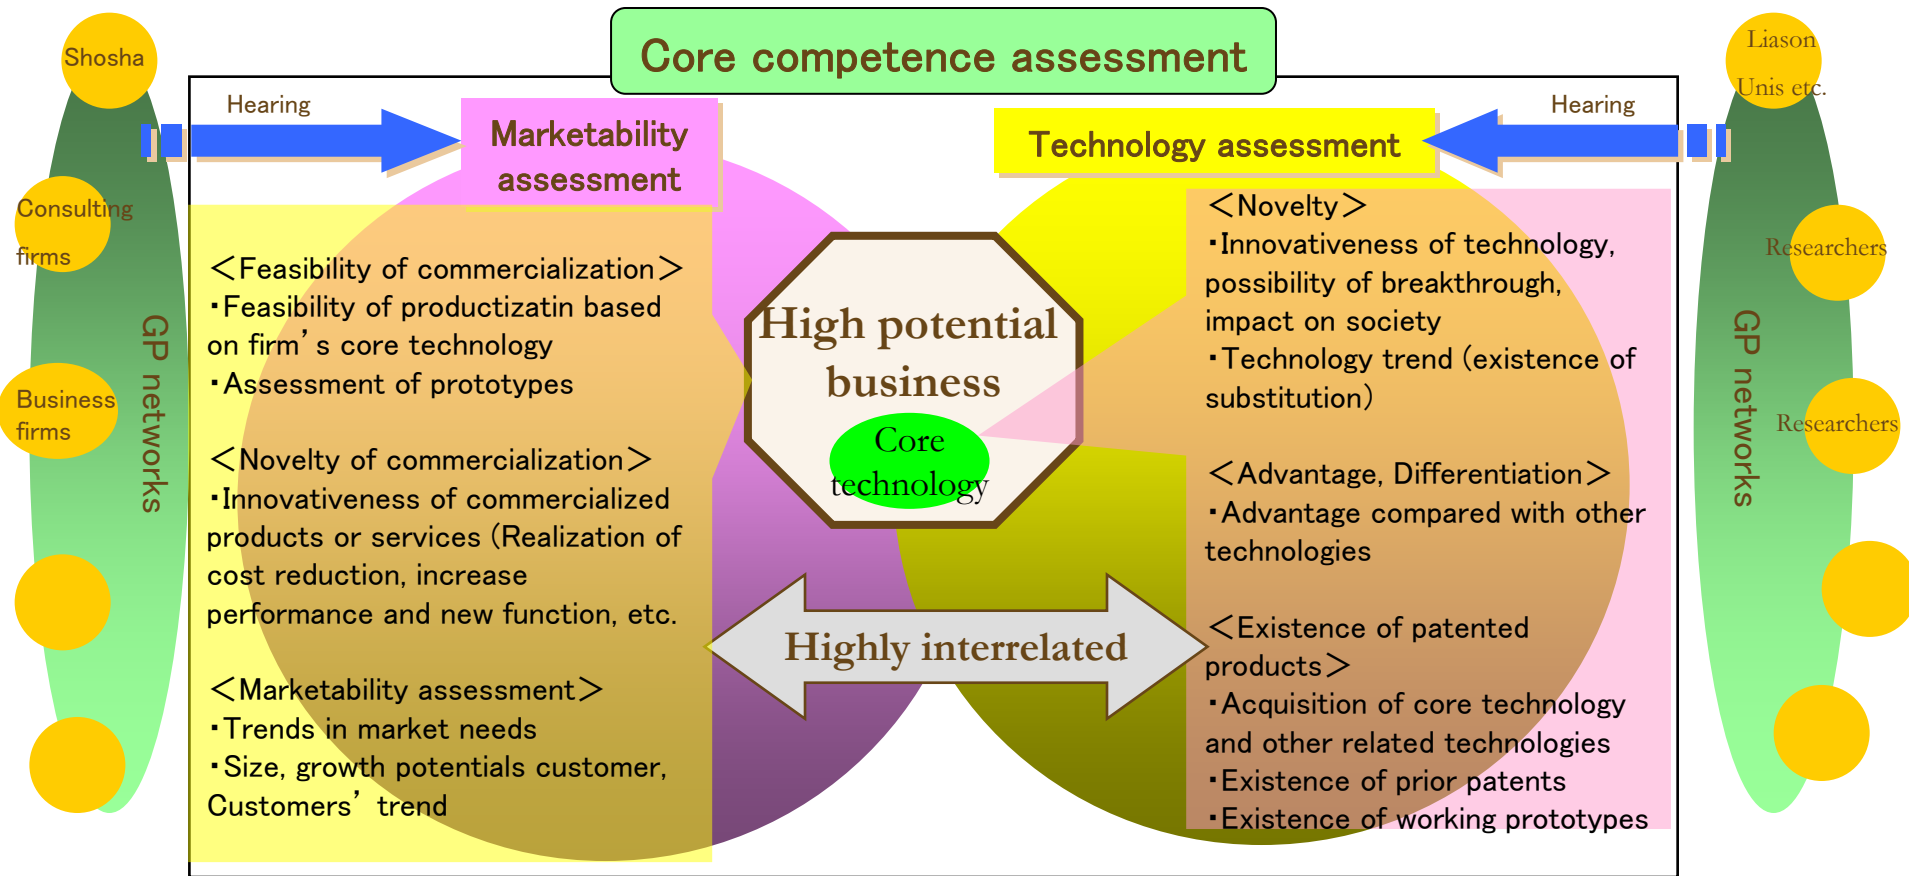 Core competence assessment
Shosha
Consulting
firms
Business
firms
GP networks
Hearing
Marketability
assessment
<Feasibility of commercialization>
・Feasibility of productizatin based
on firm’s core technology
・Assessment of prototypes
<Novelty of commercialization>
・Innovativeness of commercialized
products or services (Realization of
cost reduction, increase
performance and new function, etc.
<Marketability assessment>
・Trends in market needs
・Size, growth potentials customer,
Customers’ trend
High potential
business
Core
technology
Highly interrelated
Technology assessment
Hearing
<Novelty>
・Innovativeness of technology,
possibility of breakthrough,
impact on society
・Technology trend (existence of
substitution)
<Advantage, Differentiation>
・Advantage compared with other
technologies
<Existence of patented
products>
・Acquisition of core technology
and other related technologies
・Existence of prior patents
・Existence of working prototypes
Liason
Unis etc.
Researchers
Researchers
GP networks